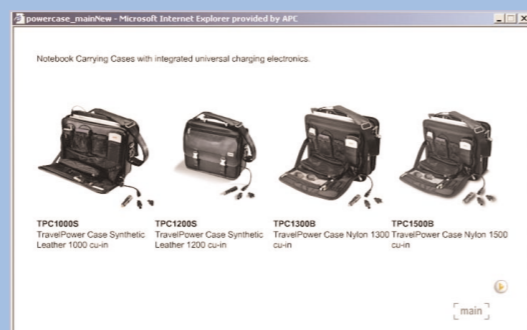 powercase_mainNew - Microsoft Internet Explorer provided by APC
Notebook Carrying Cases with integrated universal charging electronics.
TPC1000S
TravelPower Case Synthetic
Leather 1000 cu-in
TPC1200S
TravelPower Case Synthetic
Leather 1200 cu-in
TPC1300B
TravelPower Case Nylon 1300
cu-in
TPC1500B
TravelPower Case Nylon 1500
cu-in
main